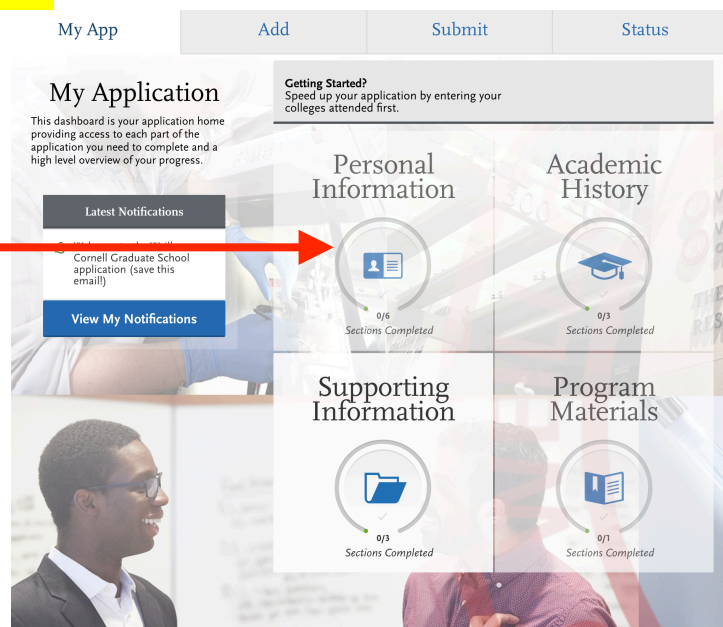 My App
Add
Submit
Status
My Application
This dashboard is your application home
providing access to each part of the
application you need to complete and a
high level overview of your progress.
Latest Notifications
Cornell Graduate School
application (save this
email!)
View My Notifications
Getting Started?
Speed up your application by entering your
colleges attended first.
Personal
Information
0/6
Sections Completed
Academic
History
0/3
Sections Completed
Supporting
Information
0/3
Sections Completed
Program
Materials
0/1
Sections Completed